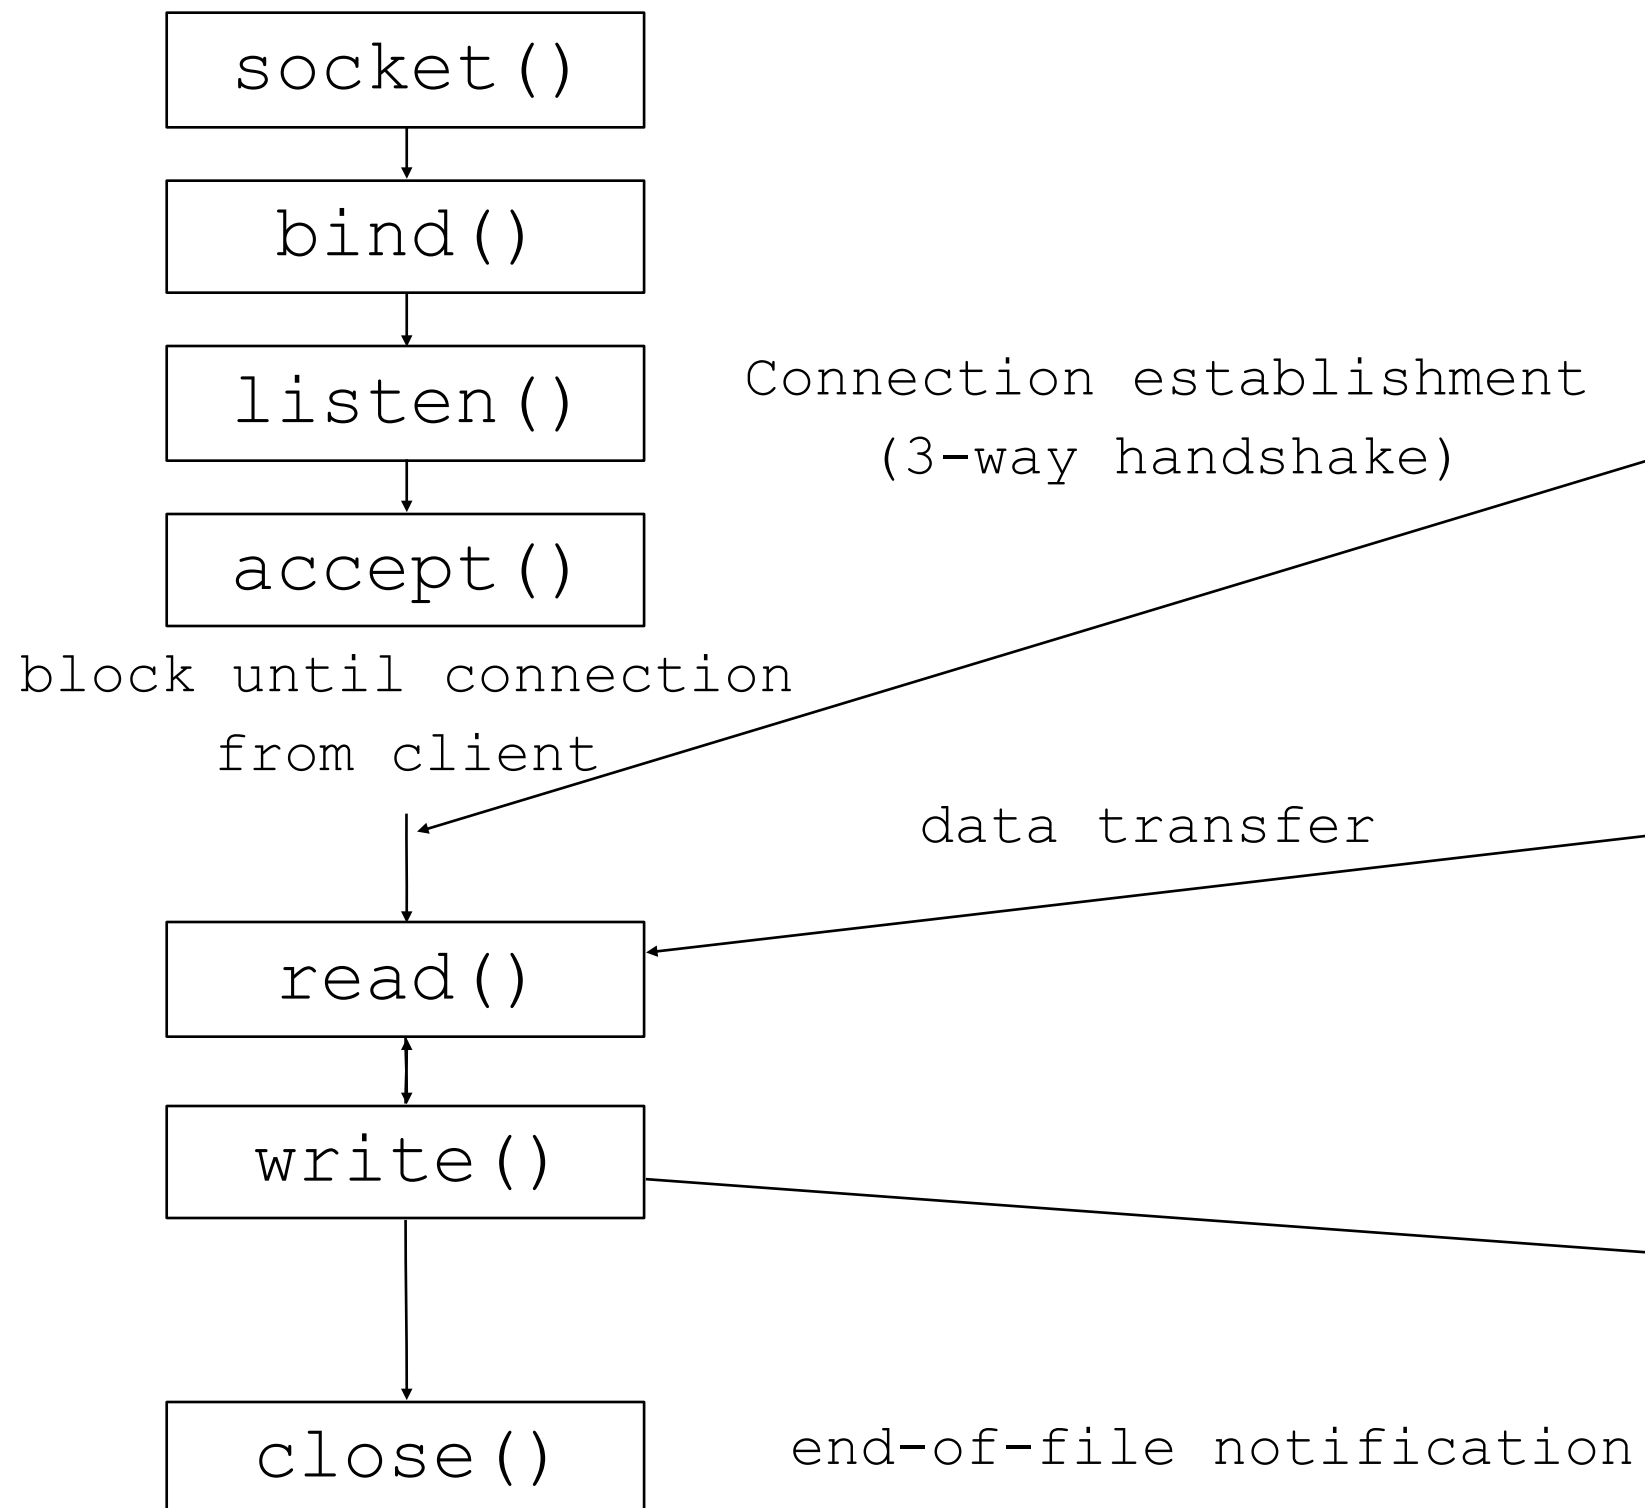 socket()
bind()
listen()
Connection establishment
(3-way handshake)
accept()
block until connection
from client
data transfer
read()
write()
close()
end-of-file notification